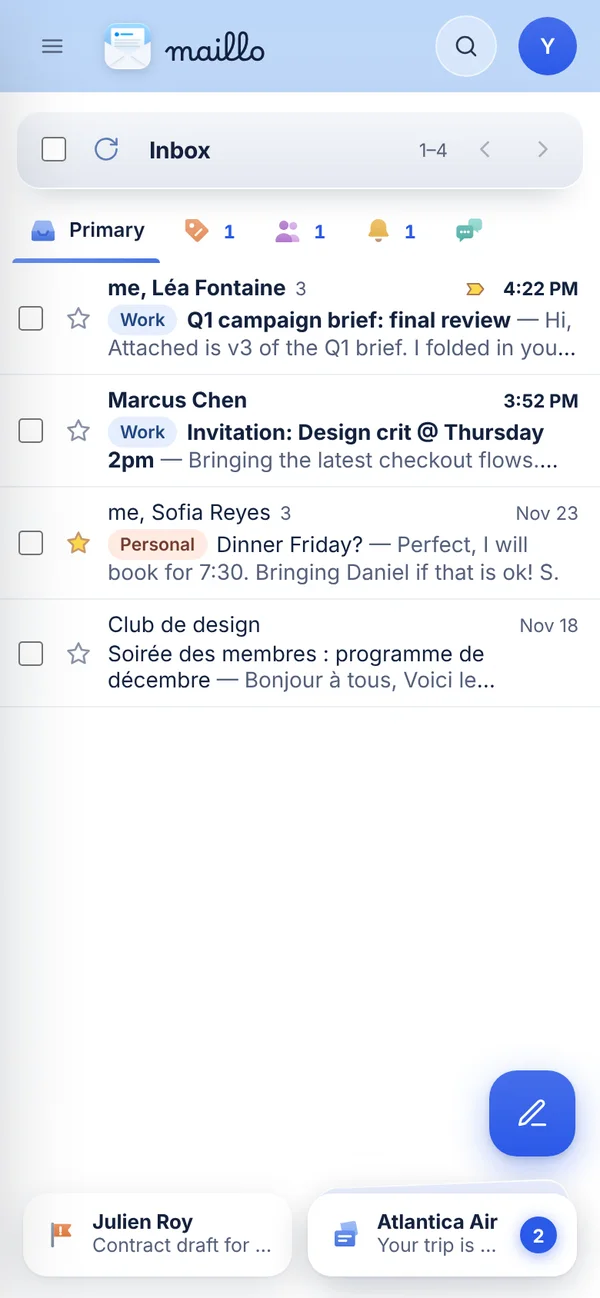 maillo
Y
Inbox
1–4
Primary
1
1
1
me, Léa Fontaine 3
4:22 PM
Work Q1 campaign brief: final review — Hi,
Attached is v3 of the Q1 brief. I folded in you...
Marcus Chen
3:52 PM
Work Invitation: Design crit @ Thursday
2pm — Bringing the latest checkout flows....
me, Sofia Reyes 3
Nov 23
Personal Dinner Friday? — Perfect, I will
book for 7:30. Bringing Daniel if that is ok! S.
Club de design
Nov 18
Soirée des membres : programme de
décembre — Bonjour à tous, Voici le...
Julien Roy
Contract draft for ...
Atlantica Air
Your trip is ...
2